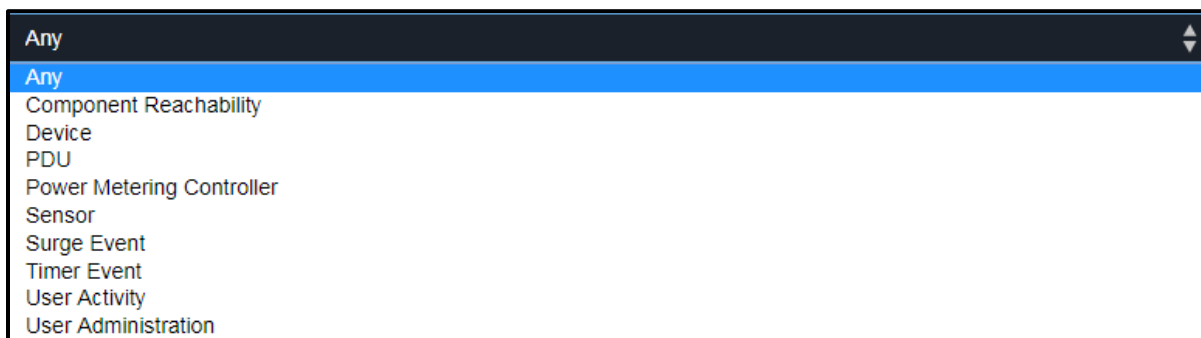 Any
Any
Component Reachability
Device
PDU
Power Metering Controller
Sensor
Surge Event
Timer Event
User Activity
User Administration